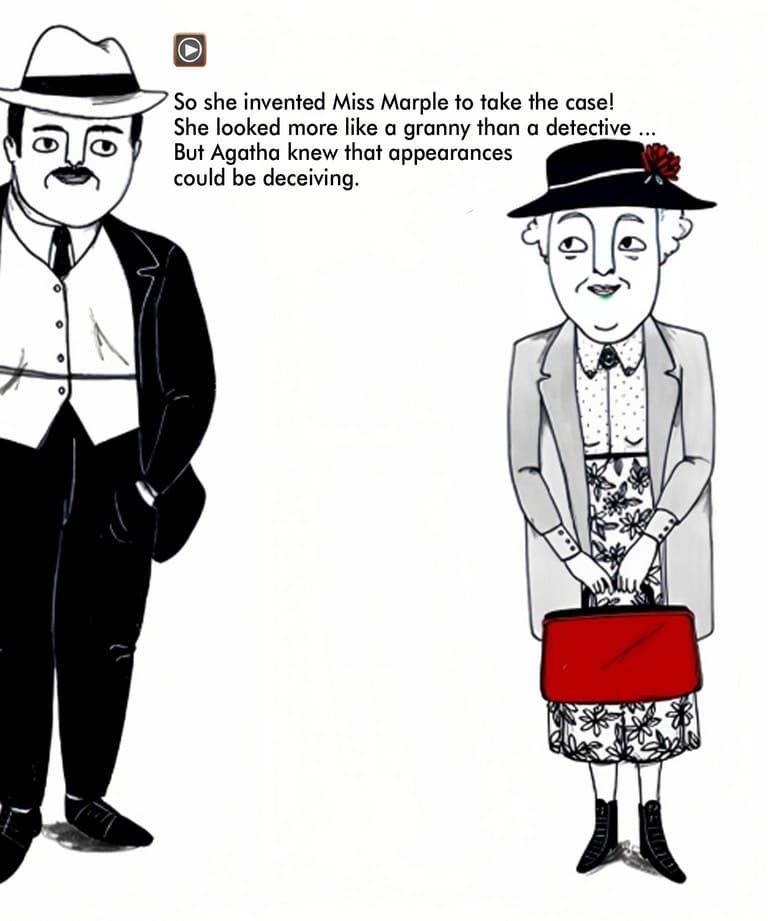 So she invented Miss Marple to take the case!
She looked more like a granny than a detective ...
But Agatha knew that appearances
could be deceiving.